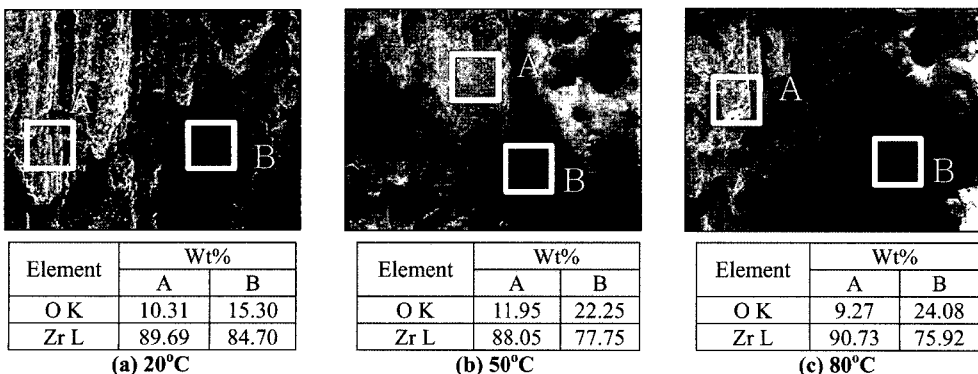 A
B
A
B
A
B
Element Wt%
A B
O K 10.31 15.30
Zr L 89.69 84.70
(a) 20°C
Element Wt%
A B
O K 11.95 22.25
Zr L 88.05 77.75
(b) 50°C
Element Wt%
A B
O K 9.27 24.08
Zr L 90.73 75.92
(c) 80°C